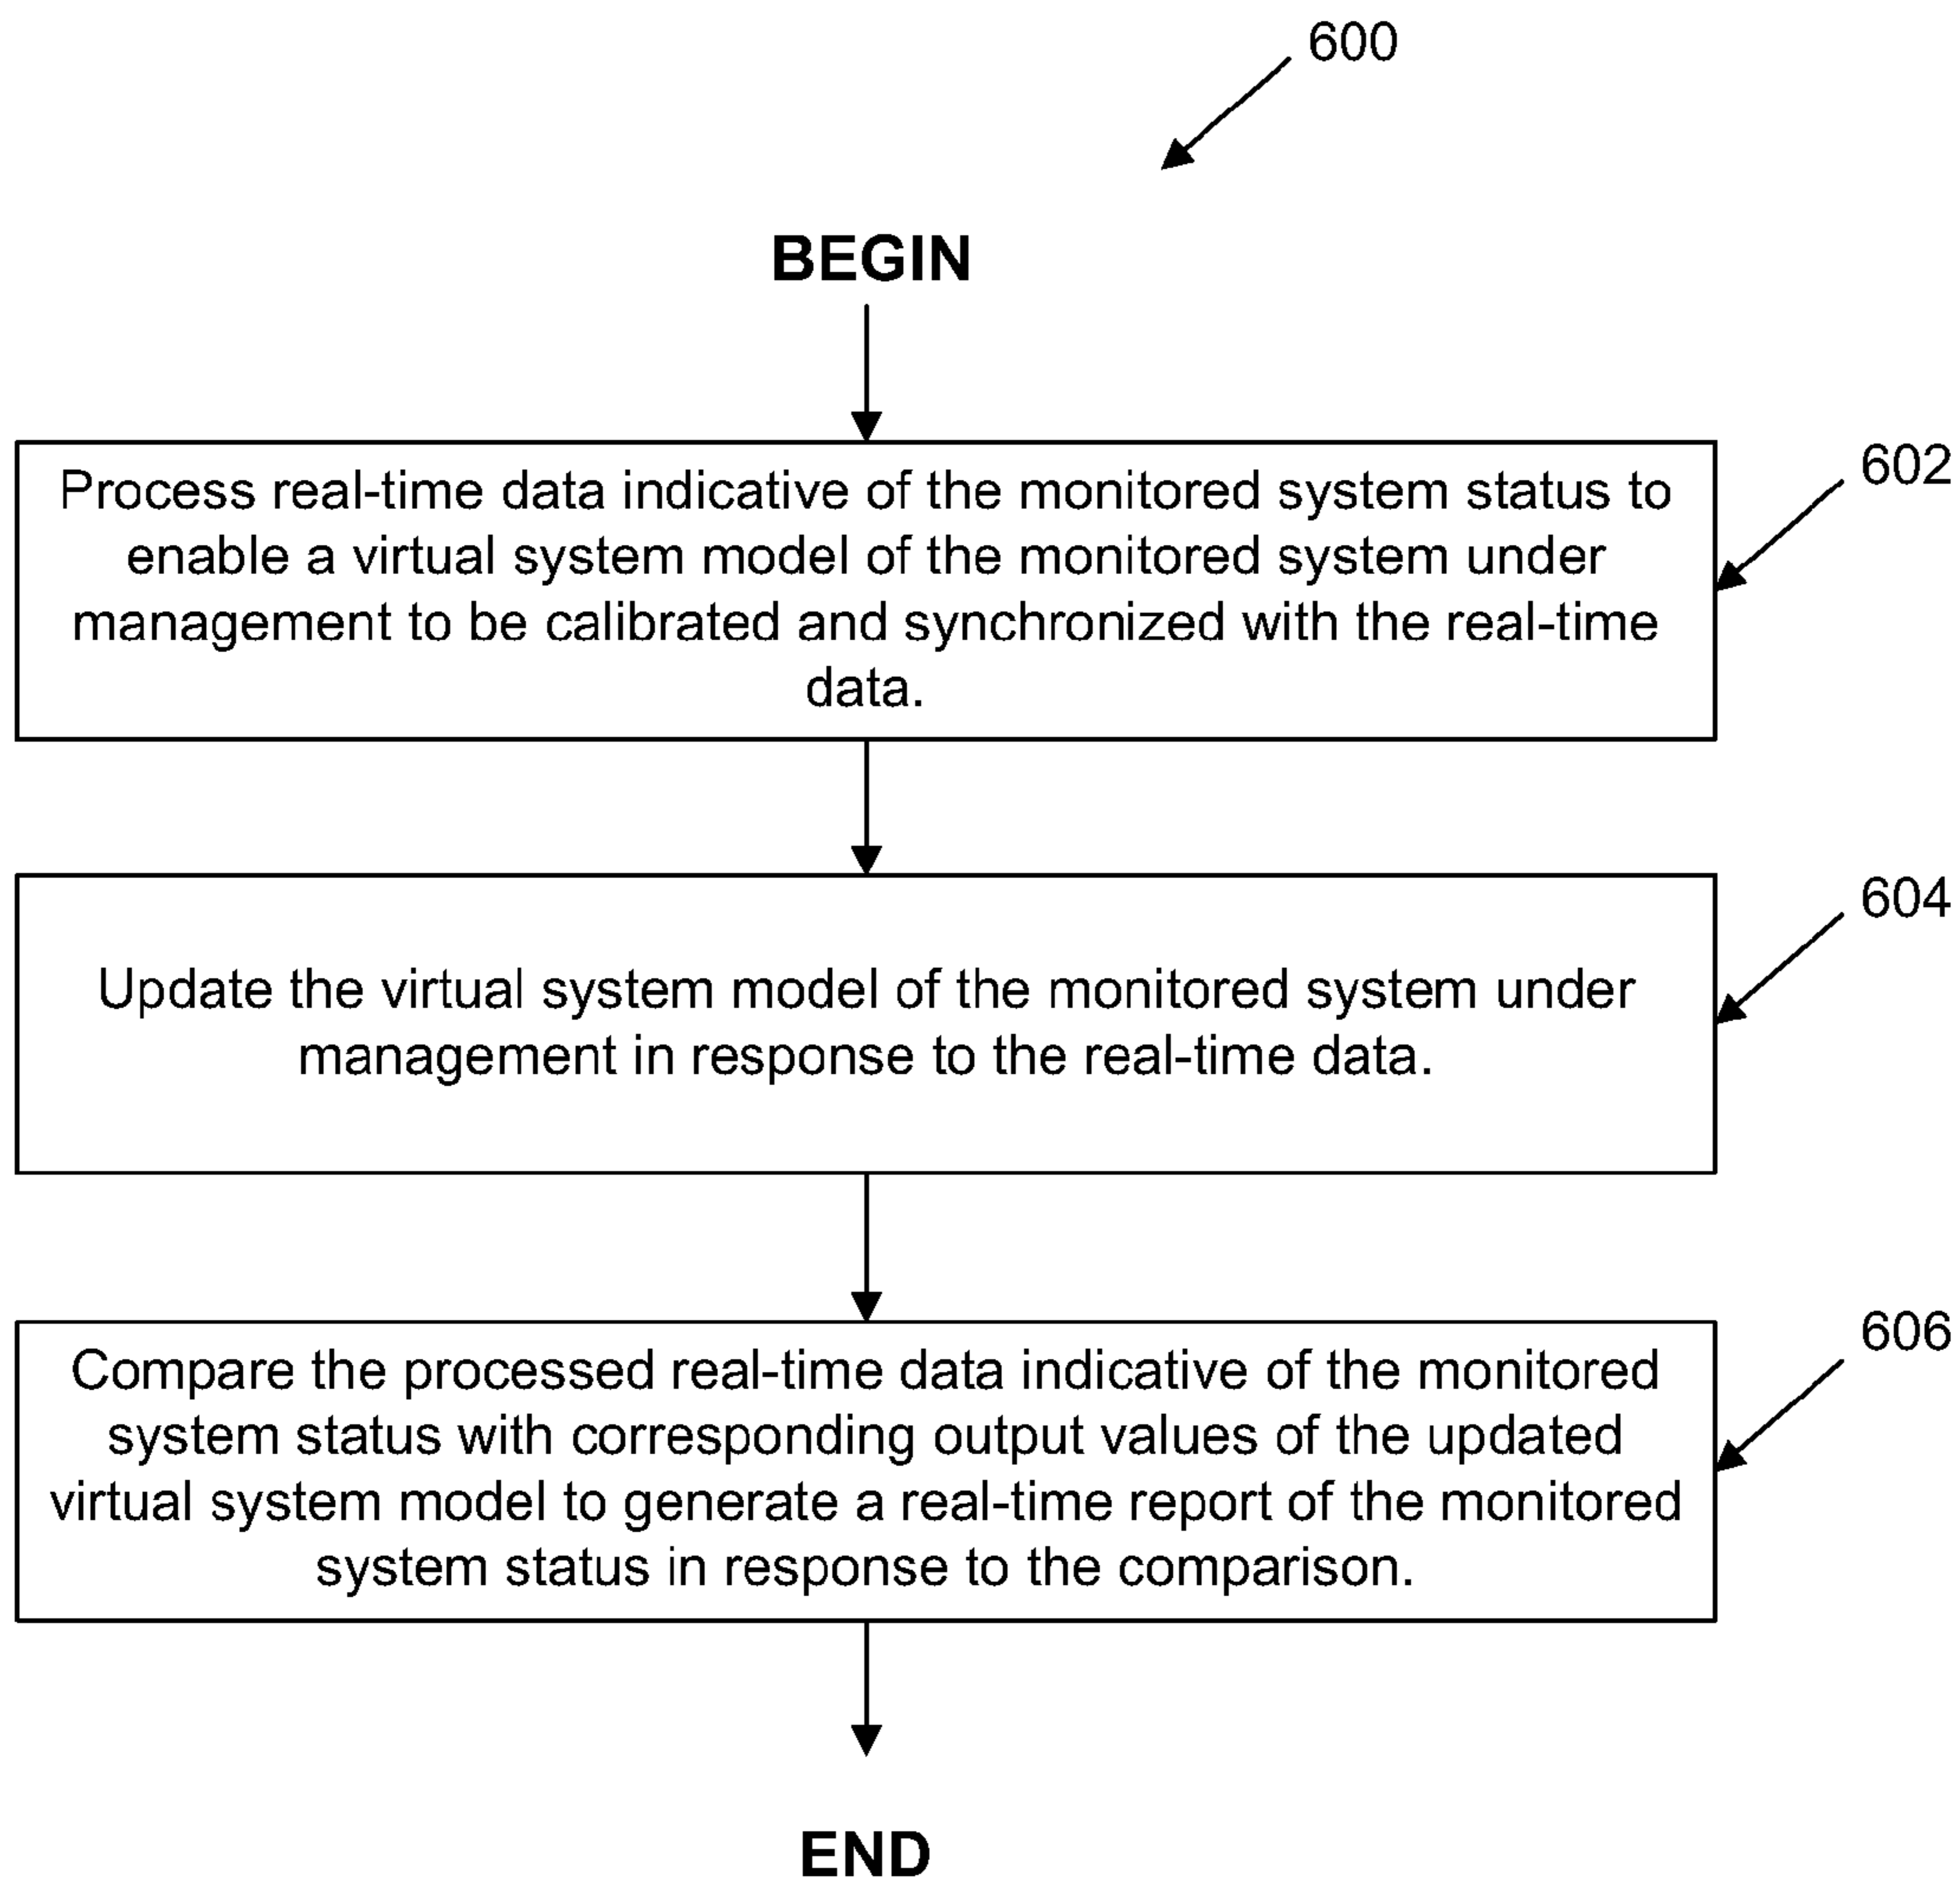 600
BEGIN
Process real-time data indicative of the monitored system status to
enable a virtual system model of the monitored system under
management to be calibrated and synchronized with the real-time
data.
602
Update the virtual system model of the monitored system under
management in response to the real-time data.
604
Compare the processed real-time data indicative of the monitored
system status with corresponding output values of the updated
virtual system model to generate a real-time report of the monitored
system status in response to the comparison.
606
END